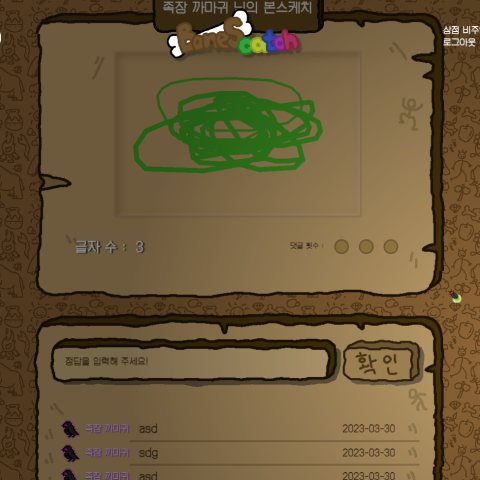 족장 까마귀 님의 본스케치
Bones catch
상점 비주
로그아웃
글자 수 : 3
댓글 횟수 :
정답을 입력해 주세요!
확인
족장 까마귀 asd 2023-03-30
족장 까마귀 sdg 2023-03-30
족장 까마귀 asd 2023-03-30